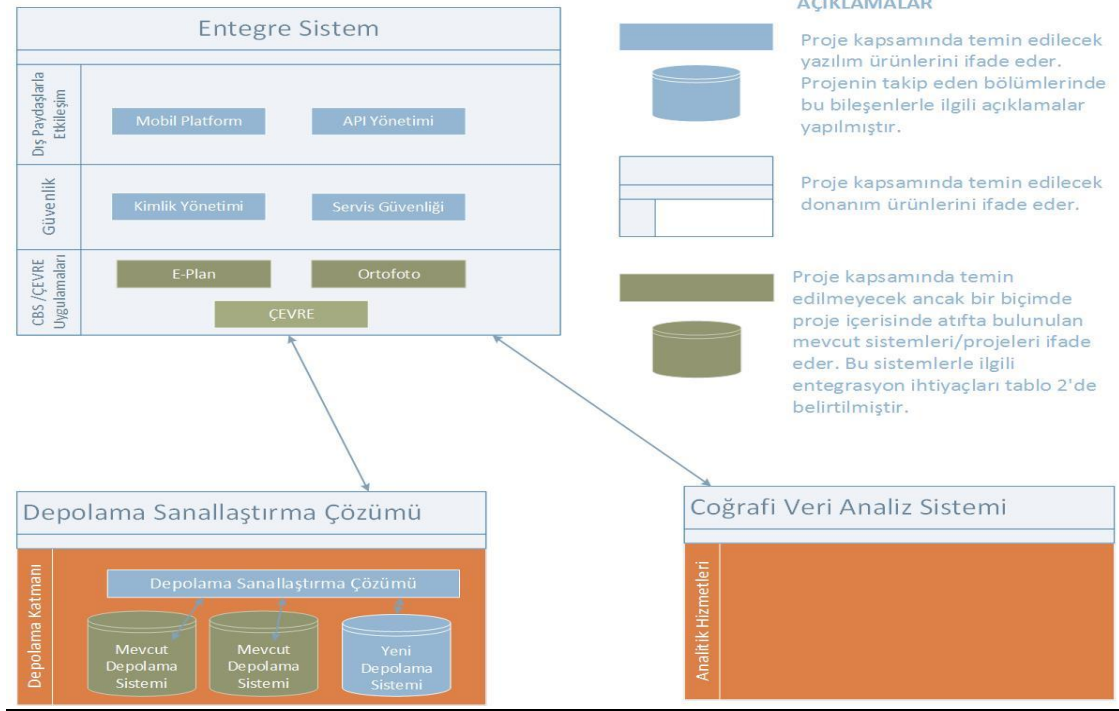 Entegre Sistem
Dış Paydaşlarla
Etkileşim
Mobil Platform
API Yönetimi
Güvenlik
Kimlik Yönetimi
Servis Güvenliği
CBS /ÇEVRE
Uygulamaları
E-Plan
Ortofoto
ÇEVRE
AÇIKLAMALAR
Proje kapsamında temin edilecek
yazılım ürünlerini ifade eder.
Projenin takip eden bölümlerinde
bu bileşenlerle ilgili açıklamalar
yapılmıştır.
Proje kapsamında temin edilecek
donanım ürünlerini ifade eder.
Proje kapsamında temin
edilmeyecek ancak bir biçimde
proje içerisinde atıfta bulunulan
mevcut sistemleri/projeleri ifade
eder. Bu sistemlerle ilgili
entegrasyon ihtiyaçları tablo 2'de
belirtilmiştir.
Depolama Sanallaştırma Çözümü
Depolama Katmanı
Depolama Sanallaştırma Çözümü
Mevcut
Depolama
Sistemi
Mevcut
Depolama
Sistemi
Yeni
Depolama
Sistemi
Coğrafi Veri Analiz Sistemi
Analitik Hizmetleri